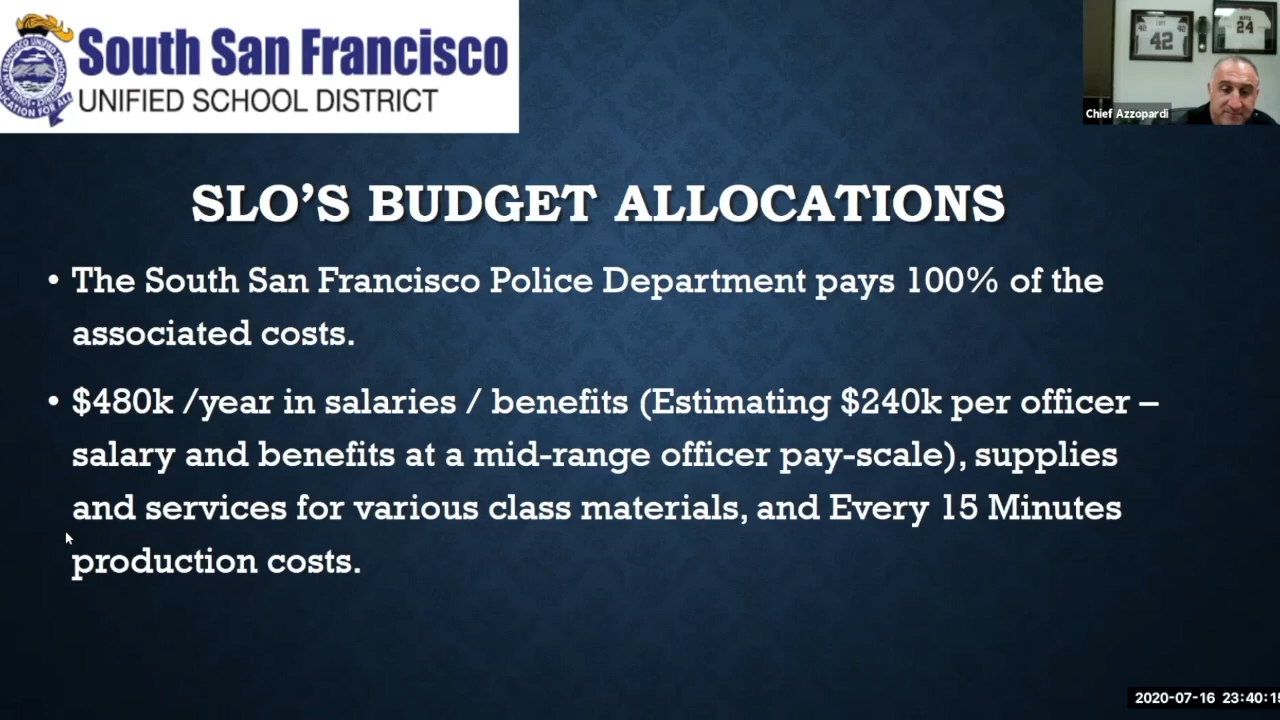 South San Francisco
UNIFIED SCHOOL DISTRICT
42
24
Chief Azzopardi
SLO'S BUDGET ALLOCATIONS
• The South San Francisco Police Department pays 100% of the
associated costs.
• $480k /year in salaries / benefits (Estimating $240k per officer –
salary and benefits at a mid-range officer pay-scale), supplies
and services for various class materials, and Every 15 Minutes
production costs.
2020-07-16 23:40:15